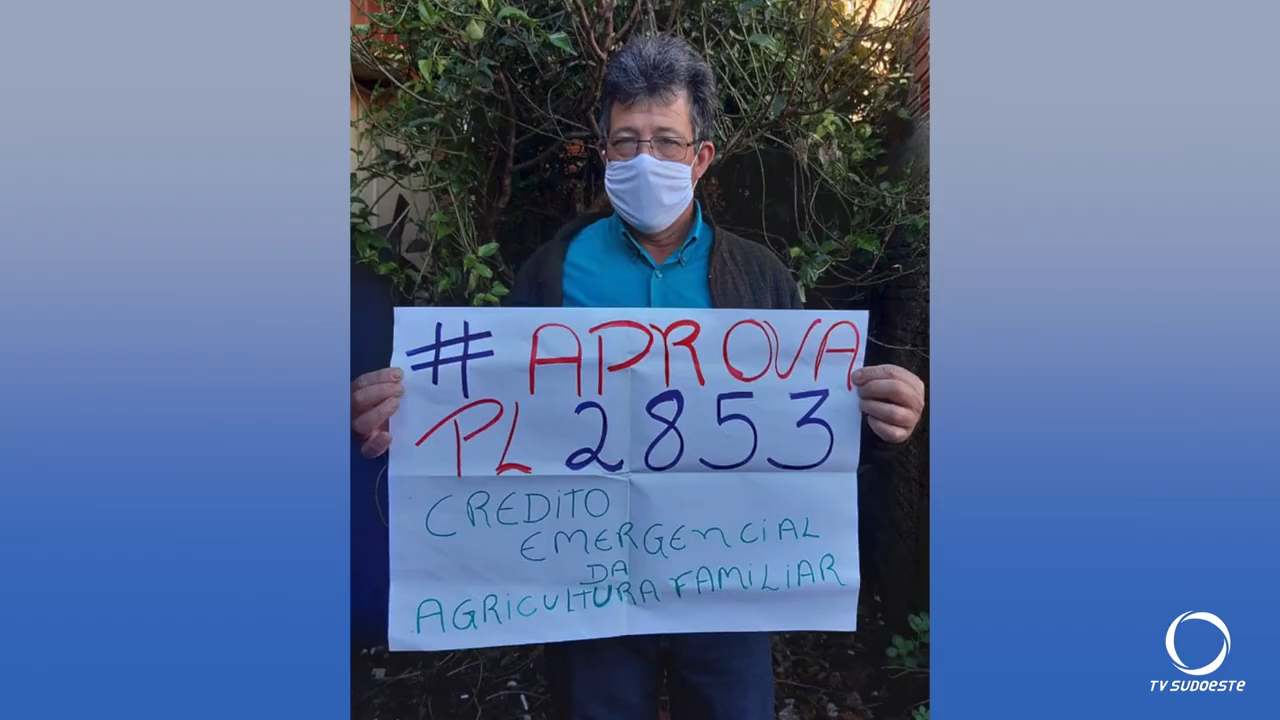 # APROVA
PL 2853
CREDITO
EMERGENCIAL
DA
AGRICULTURA FAMILIAR
TV SUDOESTE